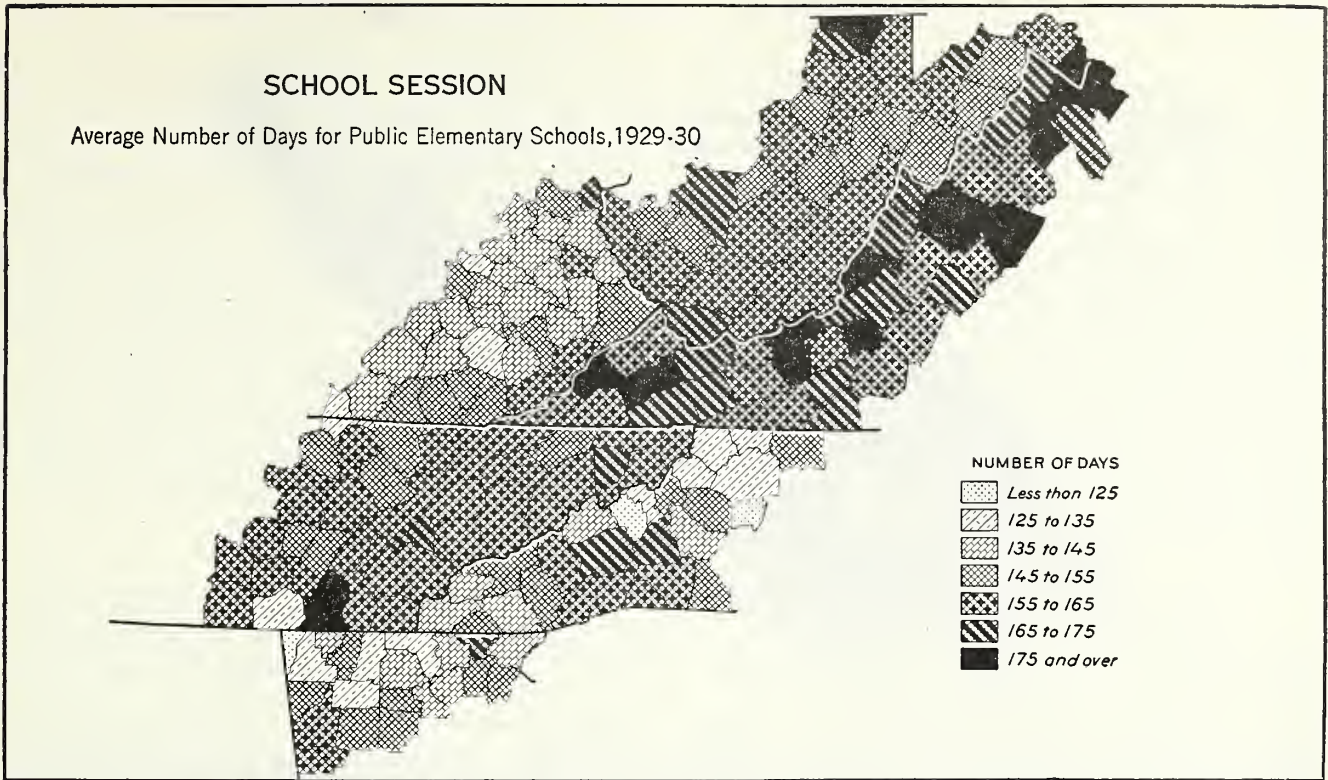 SCHOOL SESSION
Average Number of Days for Public Elementary Schools, 1929-30
NUMBER OF DAYS
Less than 125
125 to 135
135 to 145
145 to 155
155 to 165
165 to 175
175 and over